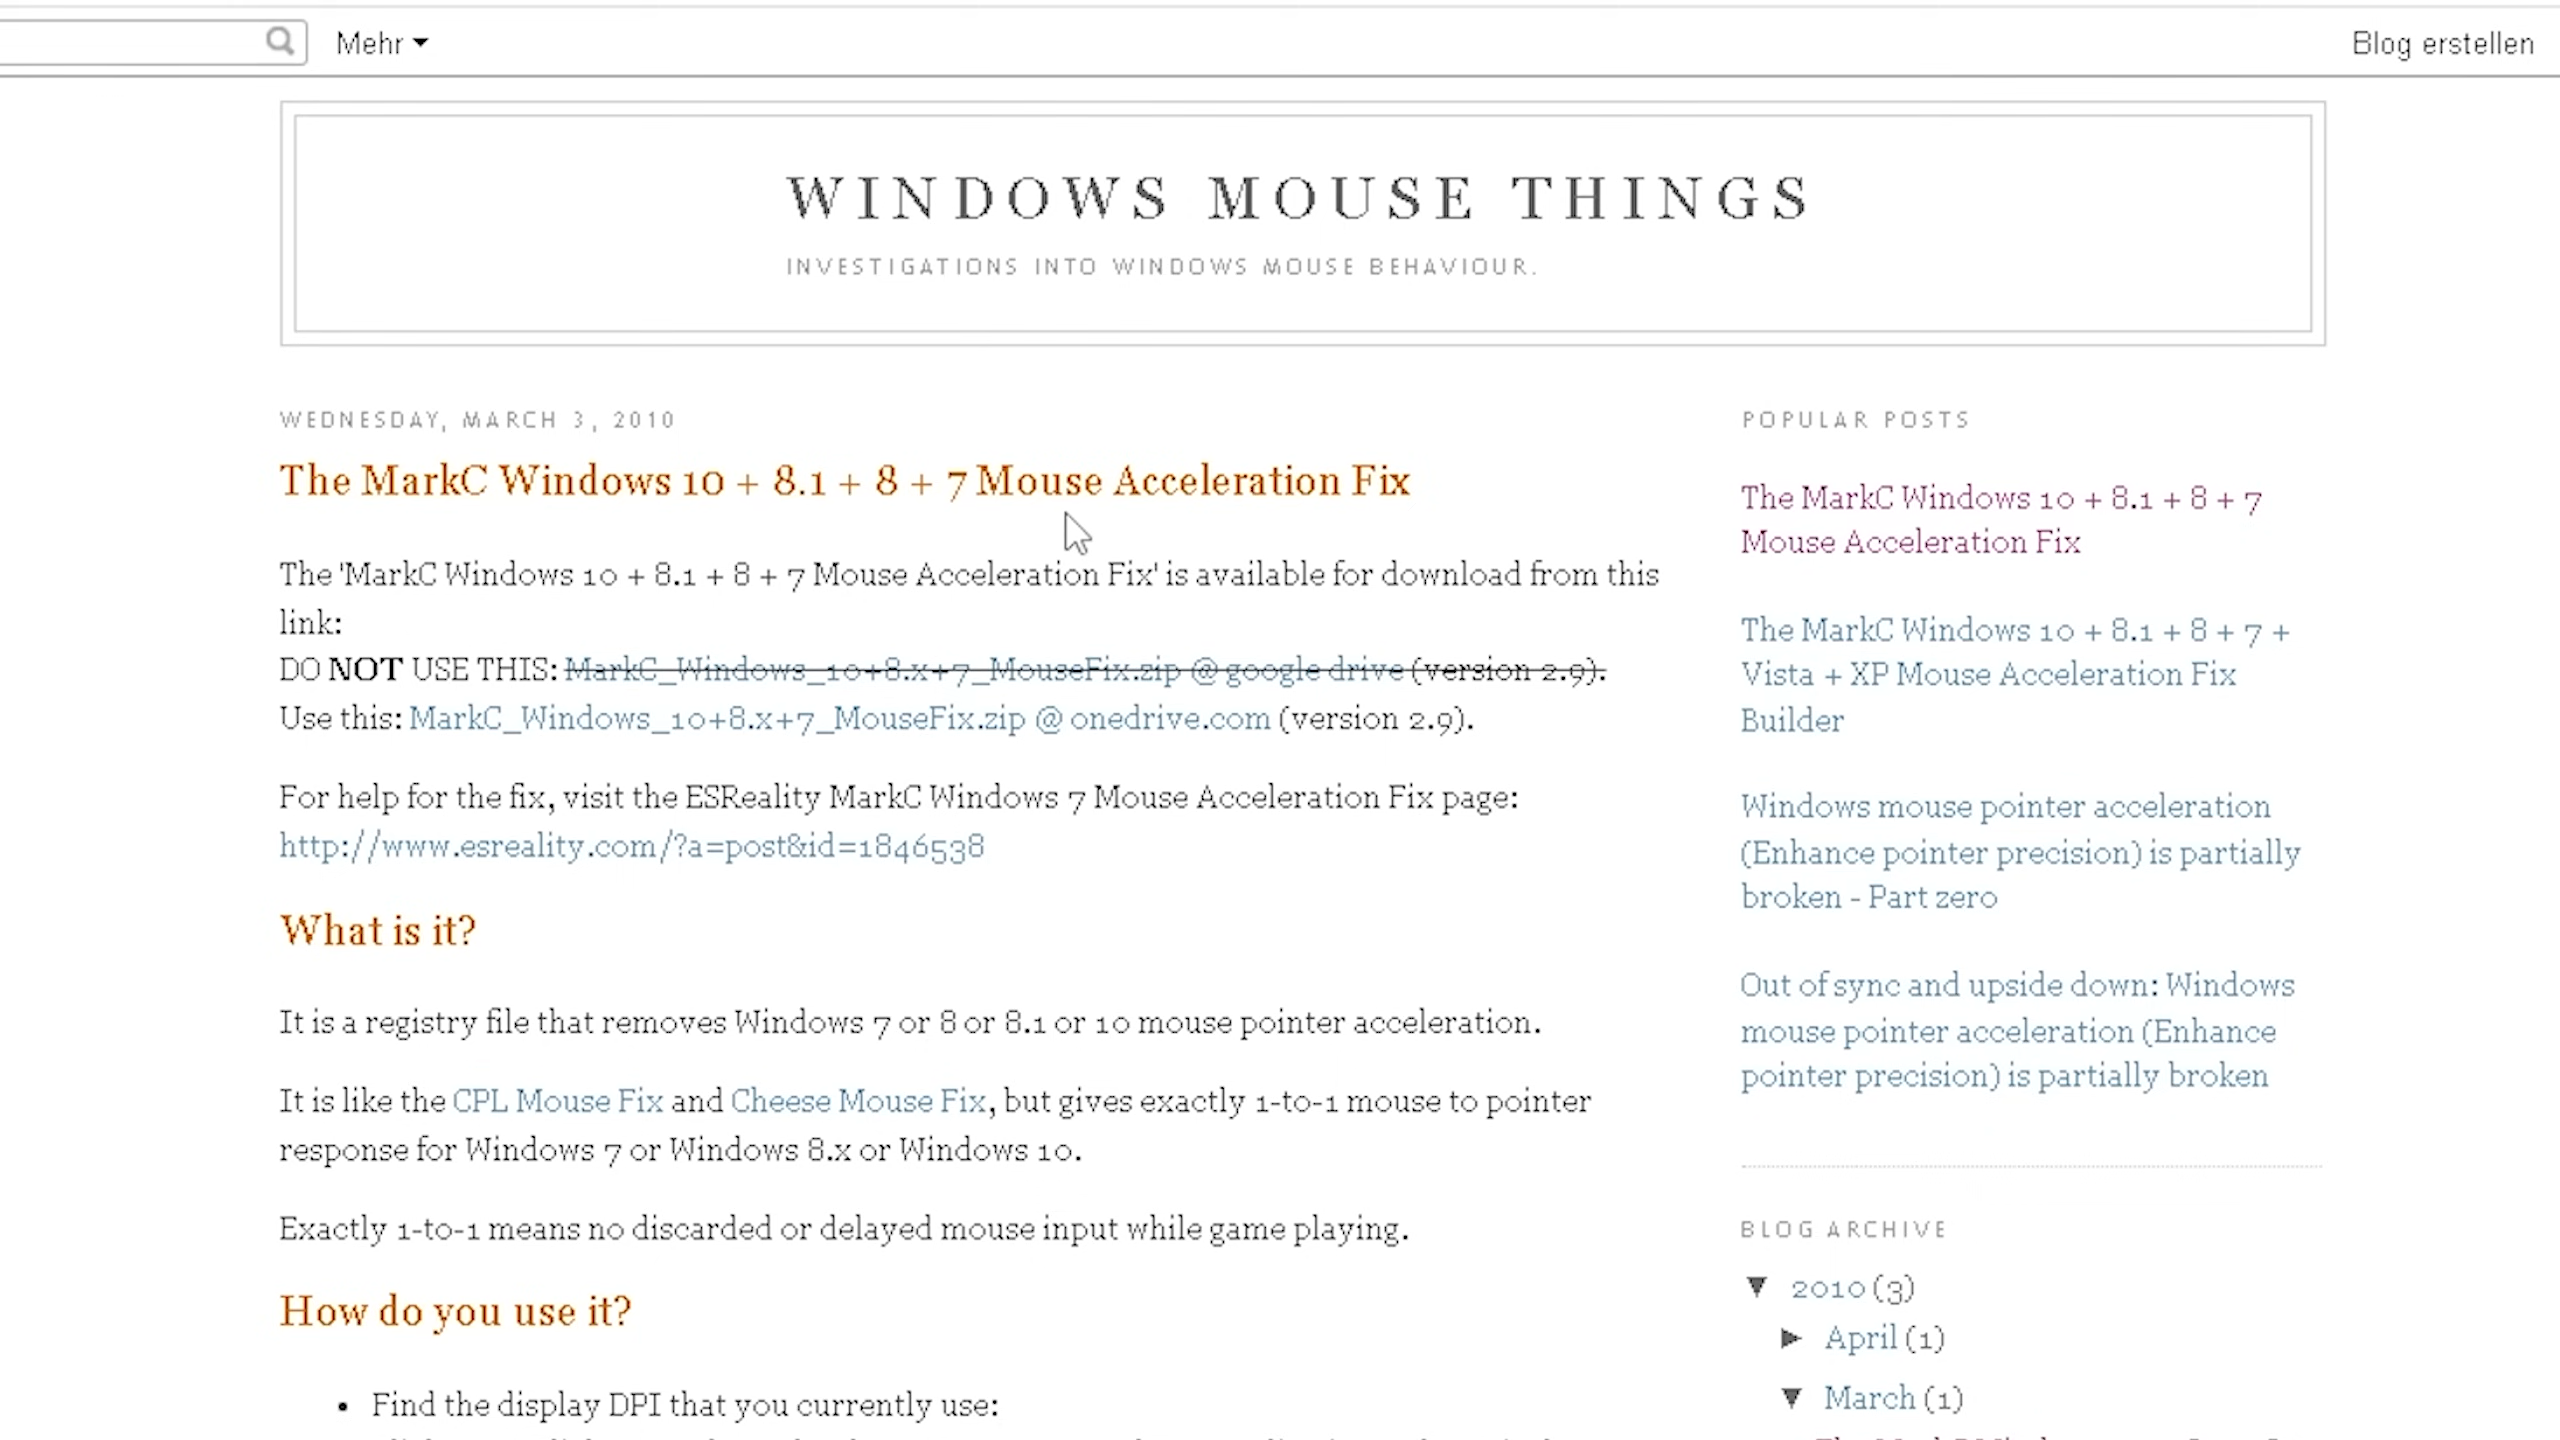 Mehr
Blog erstellen
WINDOWS MOUSE THINGS
INVESTIGATIONS INTO WINDOWS MOUSE BEHAVIOUR.
WEDNESDAY, MARCH 3, 2010
The MarkC Windows 10 + 8.1 + 8 + 7 Mouse Acceleration Fix
The 'MarkC Windows 10 + 8.1 + 8 + 7 Mouse Acceleration Fix' is available for download from this
link:
DO NOT USE THIS: MarkC_Windows_10+8.x+7_MouseFix.zip @ google drive (version 2.9).
Use this: MarkC_Windows_10+8.x+7_MouseFix.zip @ onedrive.com (version 2.9).
For help for the fix, visit the ESReality MarkC Windows 7 Mouse Acceleration Fix page:
http://www.esreality.com/?a=post&id=1846538
What is it?
It is a registry file that removes Windows 7 or 8 or 8.1 or 10 mouse pointer acceleration.
It is like the CPL Mouse Fix and Cheese Mouse Fix, but gives exactly 1-to-1 mouse to pointer
response for Windows 7 or Windows 8.x or Windows 10.
Exactly 1-to-1 means no discarded or delayed mouse input while game playing.
How do you use it?
• Find the display DPI that you currently use:
POPULAR POSTS
The MarkC Windows 10 + 8.1 + 8 + 7
Mouse Acceleration Fix
The MarkC Windows 10 + 8.1 + 8 + 7 +
Vista + XP Mouse Acceleration Fix
Builder
Windows mouse pointer acceleration
(Enhance pointer precision) is partially
broken - Part zero
Out of sync and upside down: Windows
mouse pointer acceleration (Enhance
pointer precision) is partially broken
BLOG ARCHIVE
▼ 2010 (3)
► April (1)
▼ March (1)